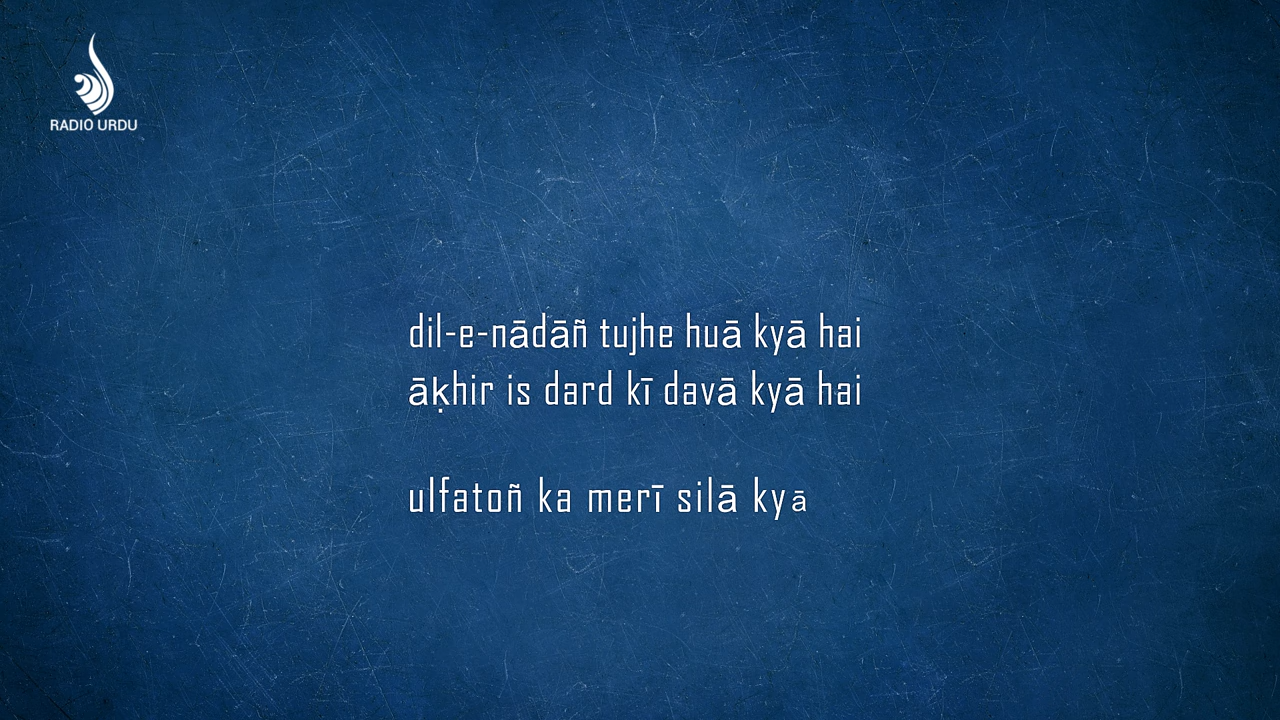 RADIO URDU
dil-e-nādāñ tujhe huā kyā hai
āḳhir is dard kī davā kyā hai
ulfatoñ ka merī silā kyā